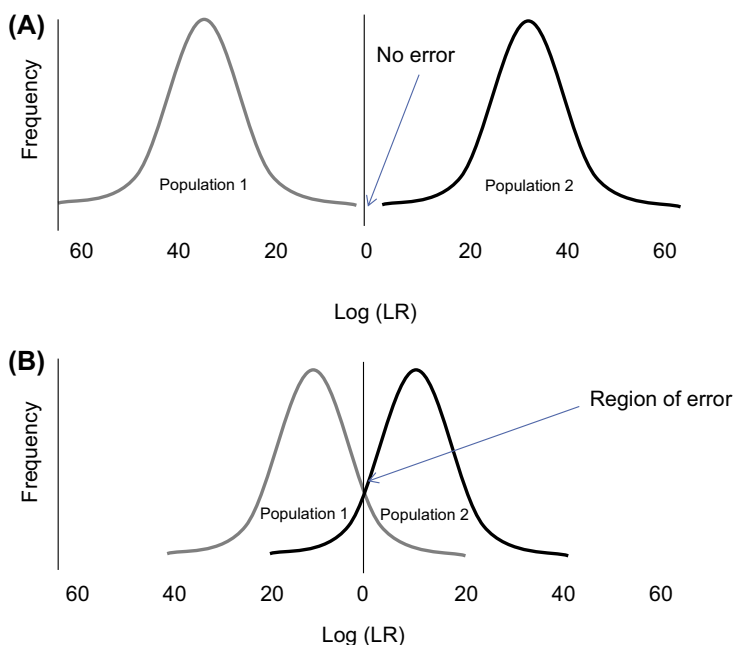 (A)
No error
Frequency
Population 1
Population 2
60 40 20 0 20 40 60
Log (LR)
(B)
Region of error
Frequency
Population 1
Population 2
60 40 20 0 20 40 60
Log (LR)